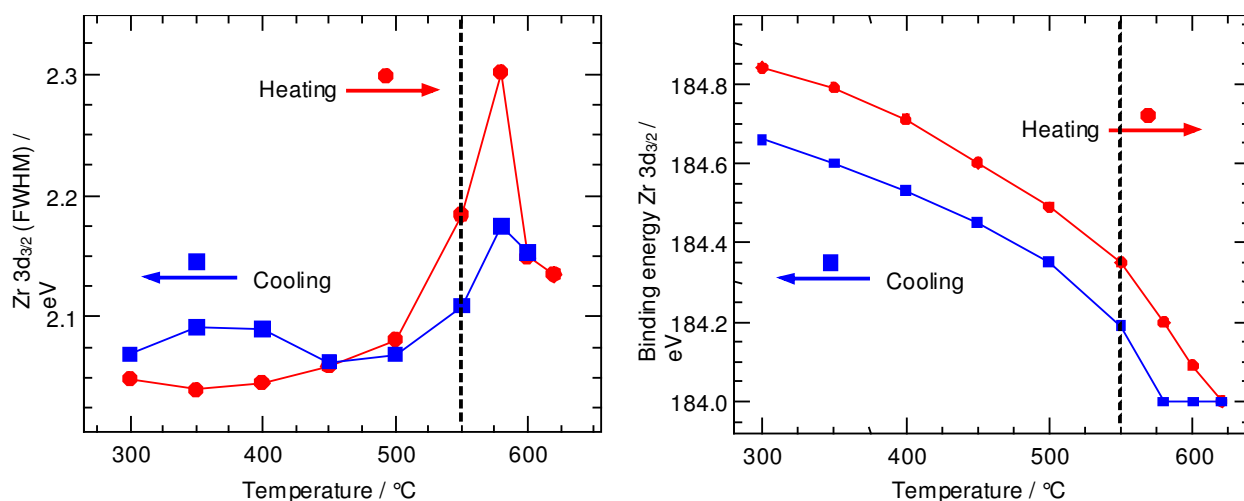 Zr 3d3/2 (FWHM) /
eV
2.3
2.2
2.1
Heating
Cooling
300
400
500
600
Temperature / °C
Binding energy Zr 3d3/2 /
eV
184.8
184.6
184.4
184.2
184.0
Heating
Cooling
300
400
500
600
Temperature / °C